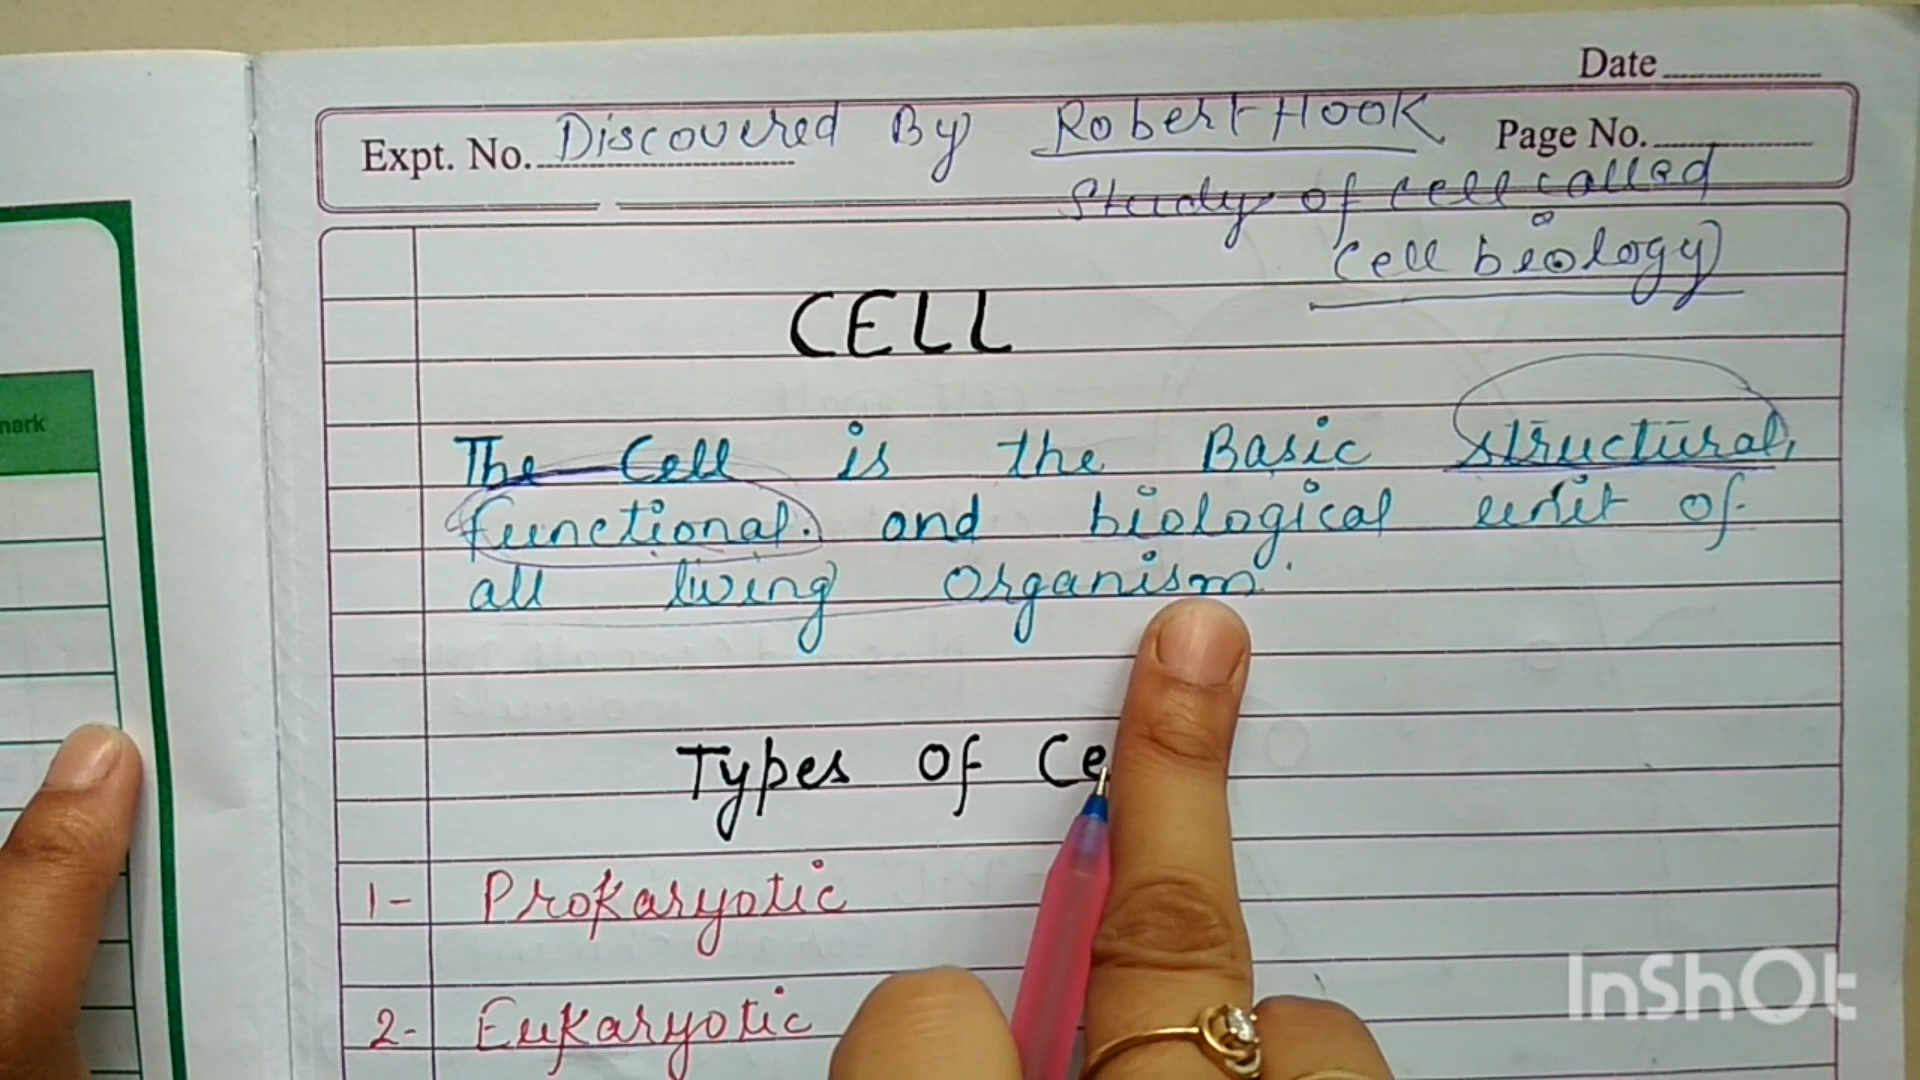 Date
Expt. No. Discovered By Robert Hook Page No.
Study of cell called
cell biology
CELL
mark
The Cell is the Basic structural,
functional. and biological unit of
all living organism.
Types of Ce
1- Prokaryotic
2- Eukaryotic
InShOt